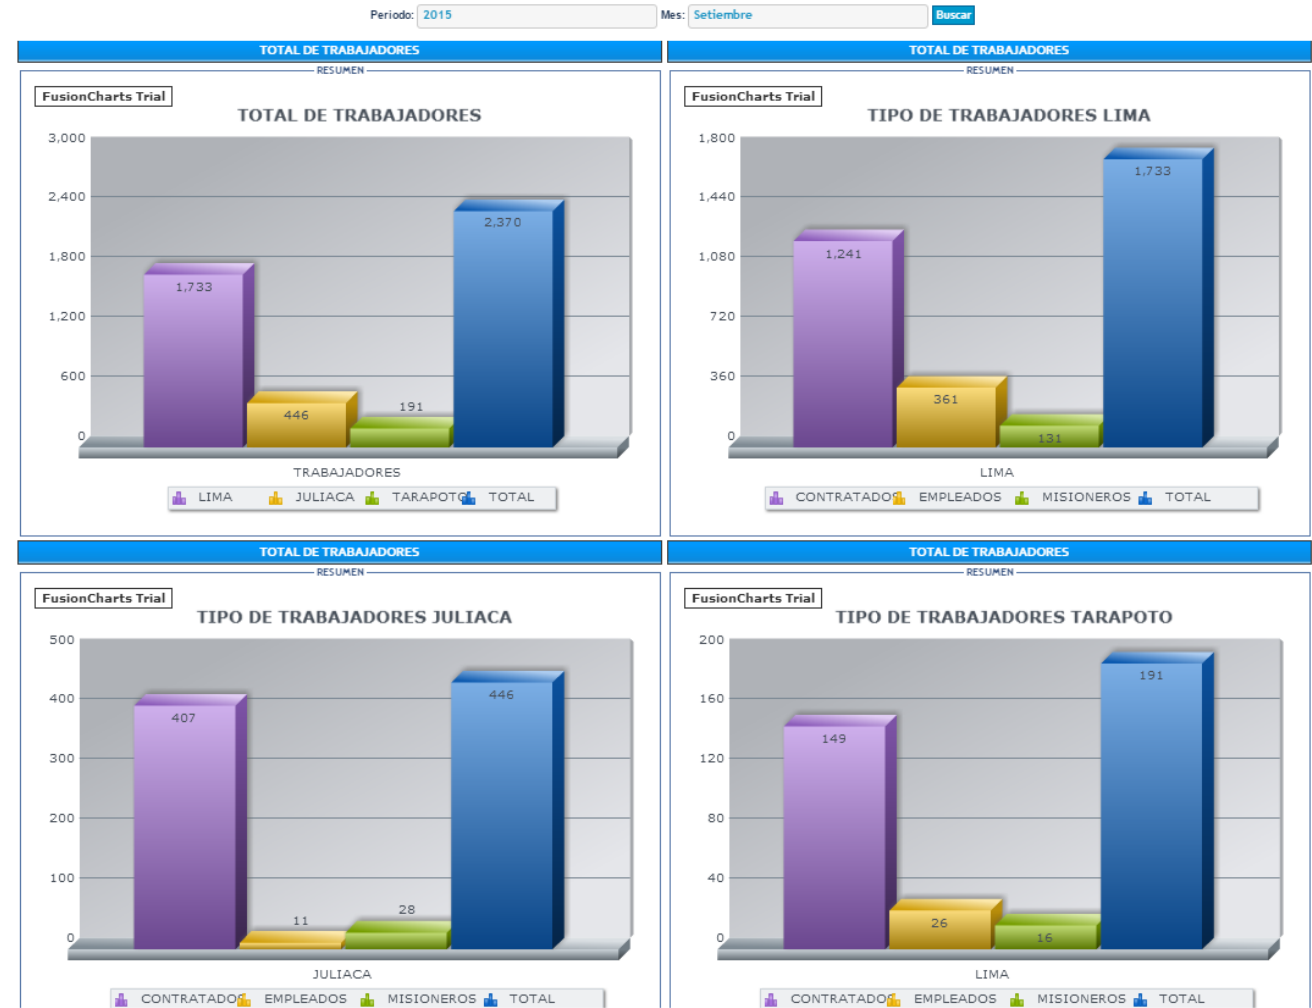 Periodo: 2015 Mes: Setiembre Buscar
TOTAL DE TRABAJADORES
RESUMEN
FusionCharts Trial
TOTAL DE TRABAJADORES
3,000
2,400
1,800
1,200
600
0
1,733
446
191
2,370
TRABAJADORES
LIMA JULIACA TARAPOTO TOTAL
TOTAL DE TRABAJADORES
RESUMEN
FusionCharts Trial
TIPO DE TRABAJADORES LIMA
1,800
1,440
1,080
720
360
0
1,241
361
131
1,733
LIMA
CONTRATADOS EMPLEADOS MISIONEROS TOTAL
TOTAL DE TRABAJADORES
RESUMEN
FusionCharts Trial
TIPO DE TRABAJADORES JULIACA
500
400
300
200
100
0
407
11
28
446
JULIACA
CONTRATADOS EMPLEADOS MISIONEROS TOTAL
TOTAL DE TRABAJADORES
RESUMEN
FusionCharts Trial
TIPO DE TRABAJADORES TARAPOTO
200
160
120
80
40
0
149
26
16
191
LIMA
CONTRATADOS EMPLEADOS MISIONEROS TOTAL